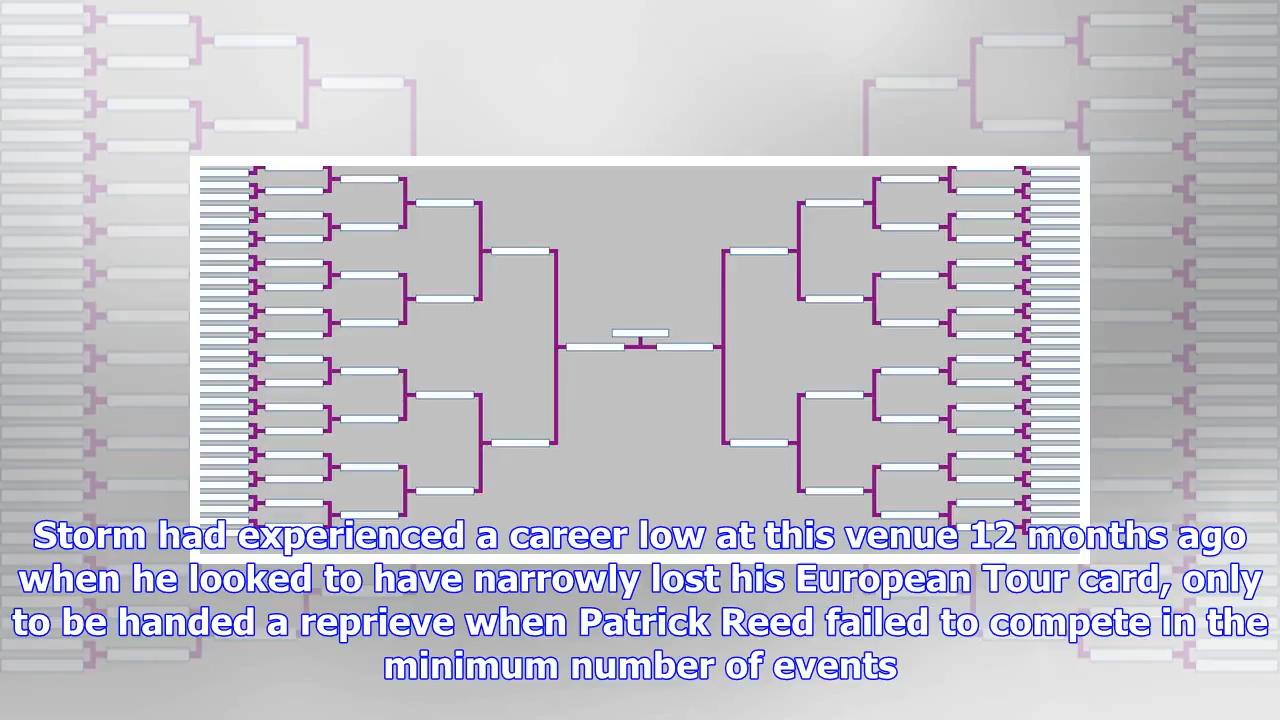 Storm had experienced a career low at this venue 12 months ago
when he looked to have narrowly lost his European Tour card, only
to be handed a reprieve when Patrick Reed failed to compete in the
minimum number of events